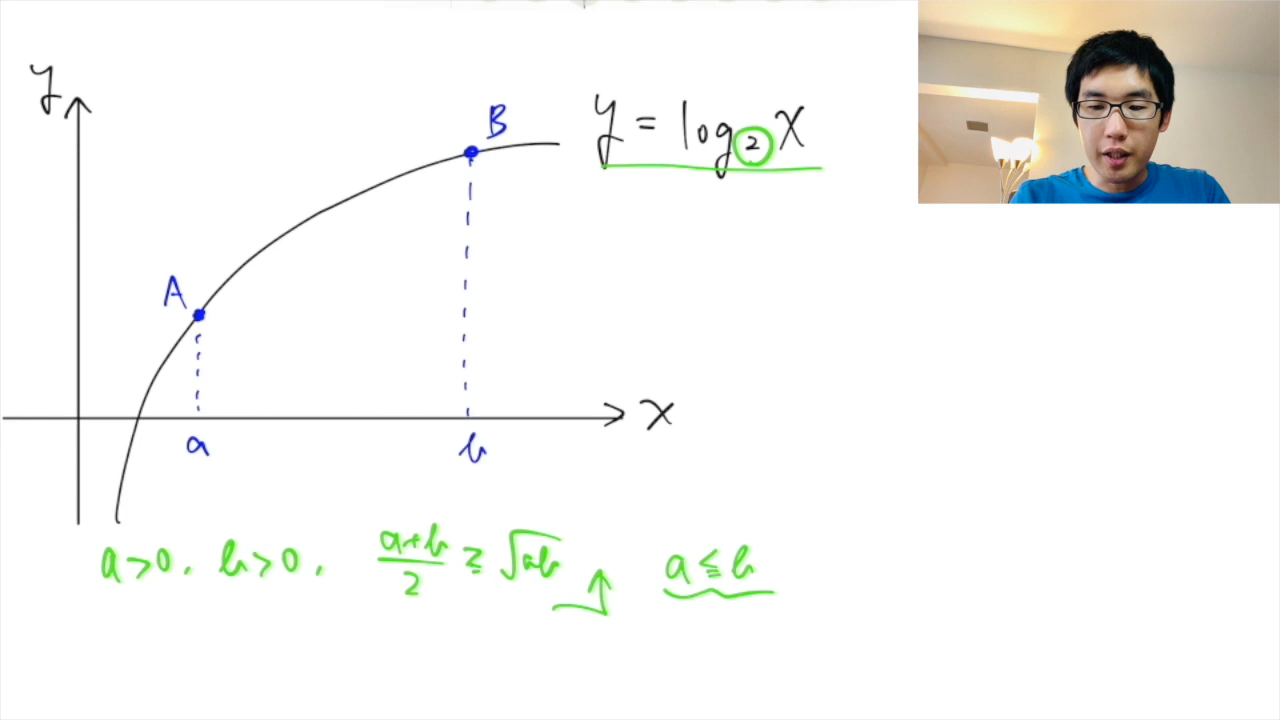 y
B
y = log₂ x
A
x
a
b
a>0, b>0, (a+b)/2 ≧ √ab
a ≦ b